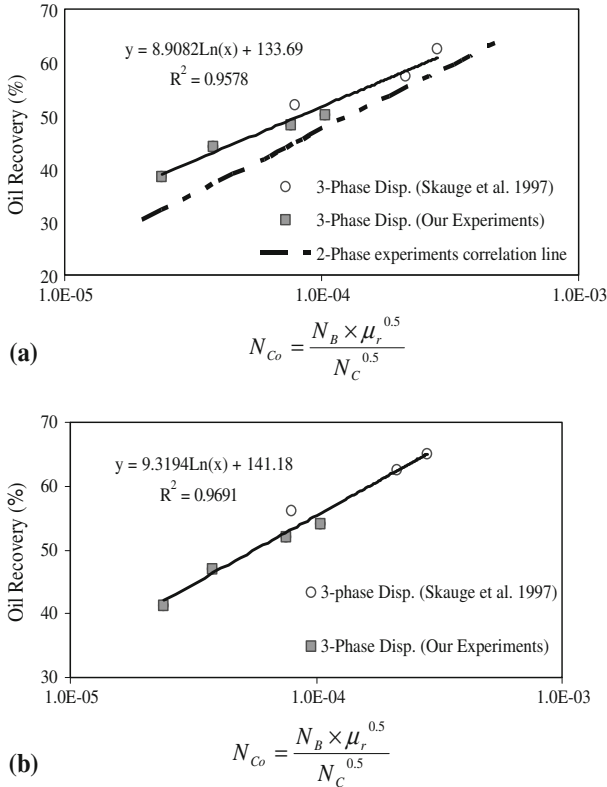 (a)
70
60
50
40
30
20
Oil Recovery (%)
y = 8.9082Ln(x) + 133.69
R² = 0.9578
3-Phase Disp. (Skauge et al. 1997)
3-Phase Disp. (Our Experiments)
2-Phase experiments correlation line
1.0E-05 1.0E-04 1.0E-03
N_Co = (N_B × μ_r^0.5) / N_C^0.5
(b)
70
60
50
40
30
Oil Recovery (%)
y = 9.3194Ln(x) + 141.18
R² = 0.9691
3-phase Disp. (Skauge et al. 1997)
3-Phase Disp. (Our Experiments)
1.0E-05 1.0E-04 1.0E-03
N_Co = (N_B × μ_r^0.5) / N_C^0.5